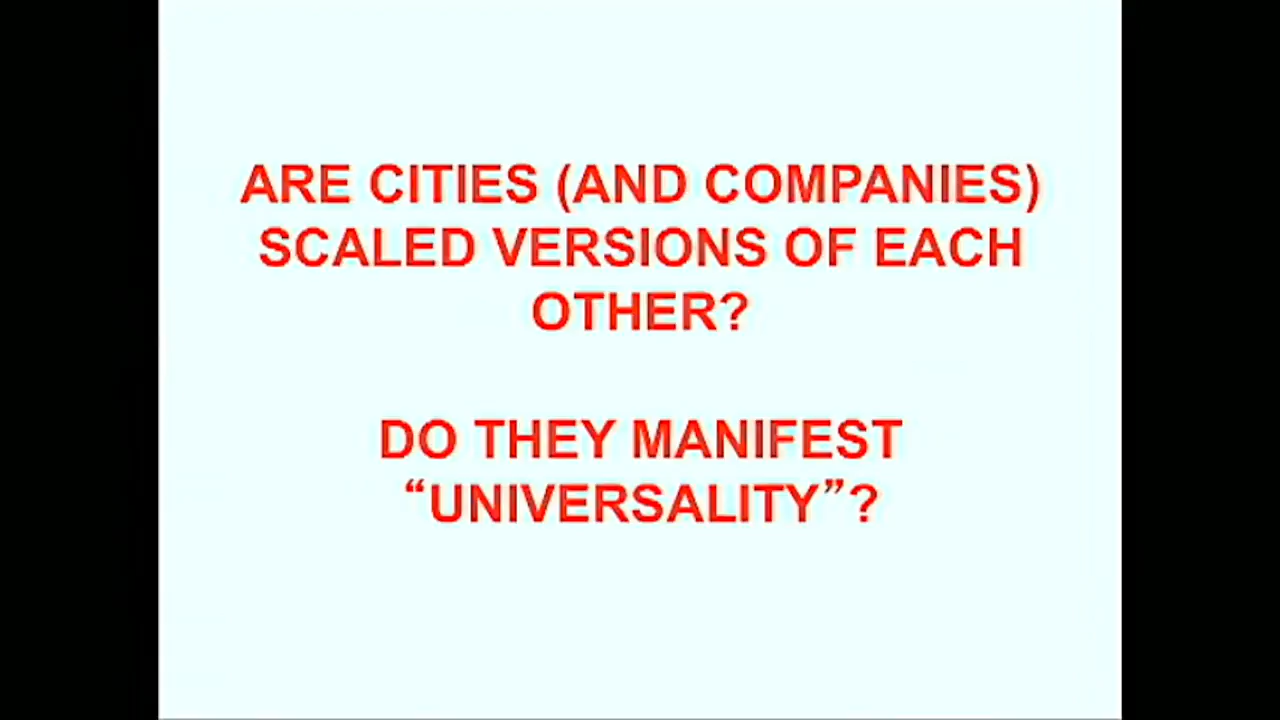 ARE CITIES (AND COMPANIES)
SCALED VERSIONS OF EACH
OTHER?
DO THEY MANIFEST
“UNIVERSALITY”?